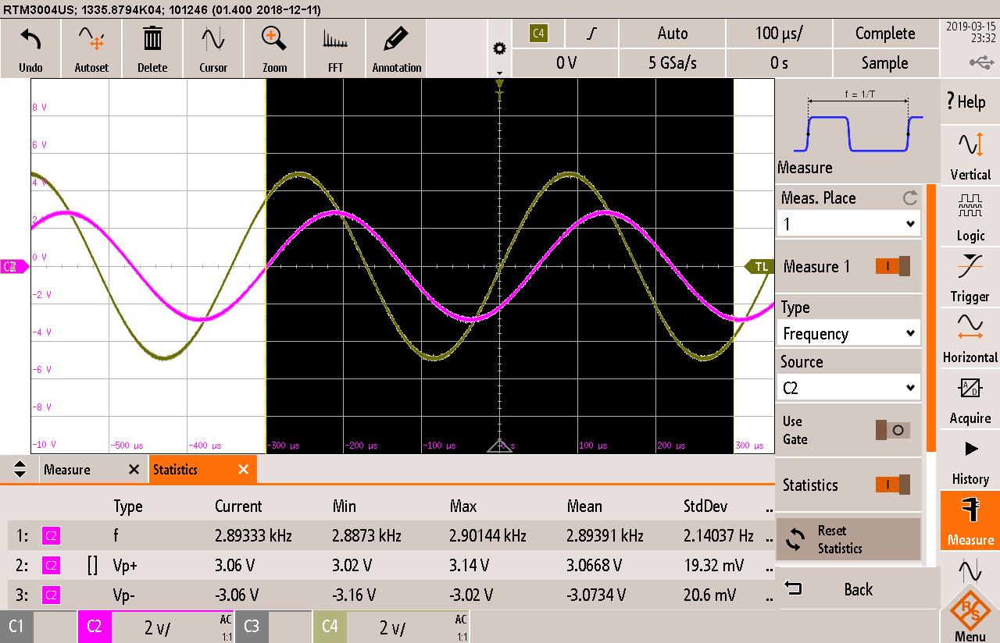 RTM3004US; 1335.8794K04; 101246 (01.400 2018-12-11)
Undo Autoset Delete Cursor Zoom FFT Annotation
C4 Auto 100 µs/ Complete
0 V 5 GSa/s 0 s Sample
2019-03-15
23:32
T
8 V
6 V
4 V
2 V
0 V
-2 V
-4 V
-6 V
-8 V
-10 V
C2
TL
-500 µs -400 µs -300 µs -200 µs -100 µs 0 s 100 µs 200 µs 300 µs
f = 1/T
Measure
Meas. Place
1
Measure 1
Type
Frequency
Source
C2
Use
Gate
Statistics
Reset
Statistics
Back
? Help
Vertical
Logic
Trigger
Horizontal
A/D
Acquire
History
Measure
R&S
Menu
Measure Statistics
Type Current Min Max Mean StdDev ..
1: C2 f 2.89333 kHz 2.8873 kHz 2.90144 kHz 2.89391 kHz 2.14037 Hz ..
2: C2 [] Vp+ 3.06 V 3.02 V 3.14 V 3.0668 V 19.32 mV ..
3: C2 Vp- -3.06 V -3.16 V -3.02 V -3.0734 V 20.6 mV ..
C1 C2 2 v/ AC 1:1 C3 C4 2 v/ AC 1:1